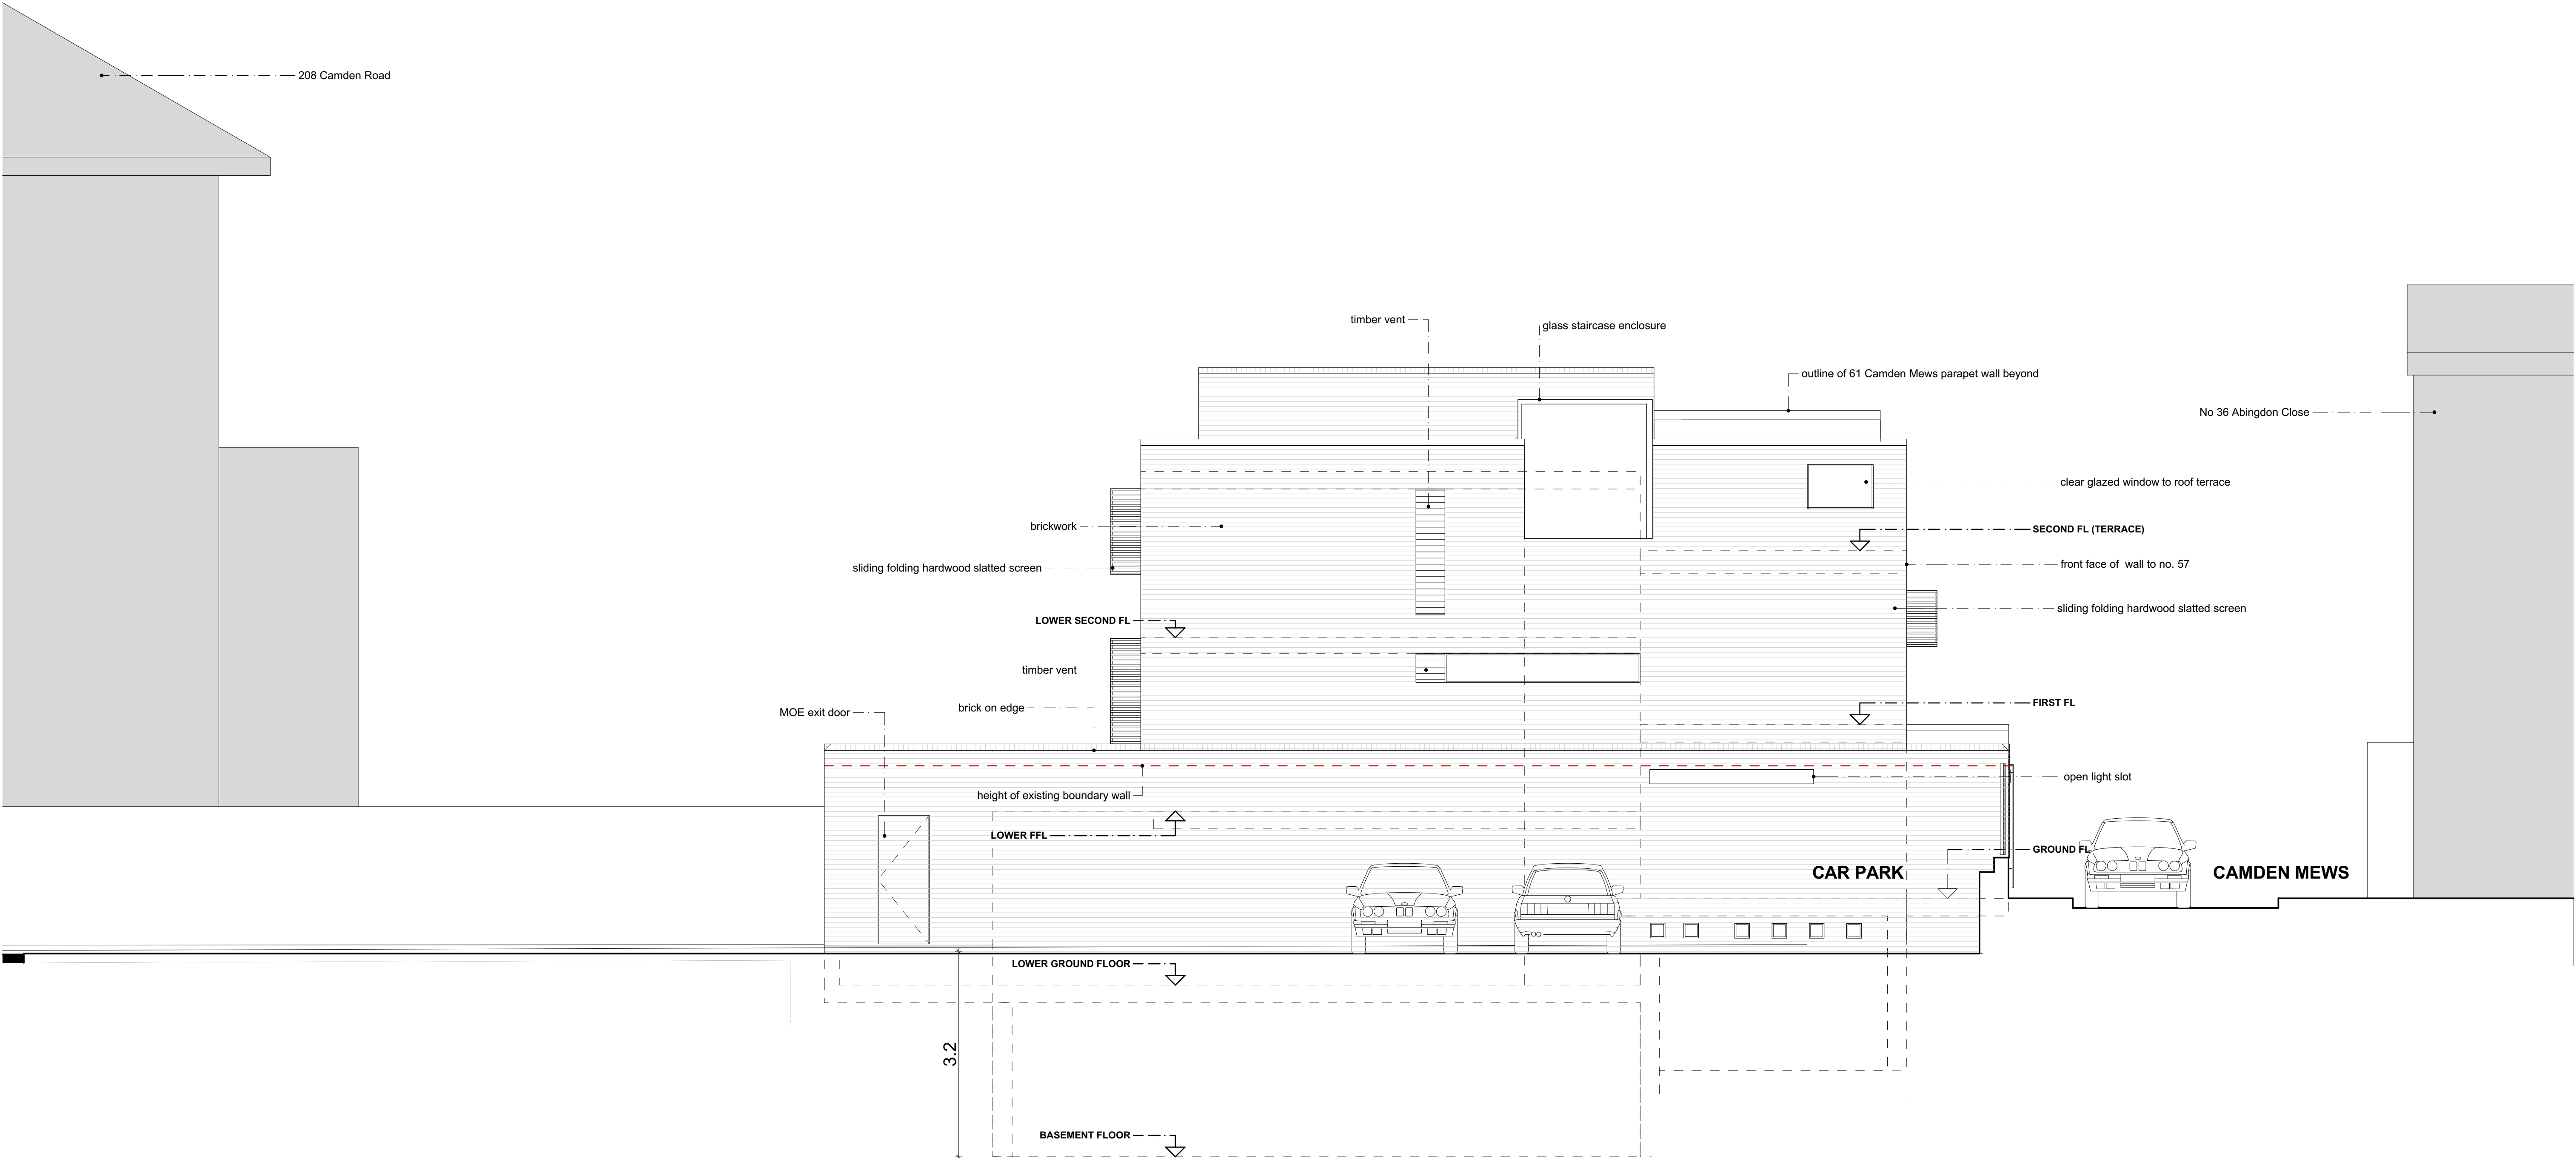 208 Camden Road
timber vent
glass staircase enclosure
outline of 61 Camden Mews parapet wall beyond
No 36 Abingdon Close
clear glazed window to roof terrace
brickwork
SECOND FL (TERRACE)
sliding folding hardwood slatted screen
front face of wall to no. 57
sliding folding hardwood slatted screen
LOWER SECOND FL
timber vent
FIRST FL
MOE exit door
brick on edge
open light slot
height of existing boundary wall
LOWER FFL
GROUND FL
CAR PARK
CAMDEN MEWS
LOWER GROUND FLOOR
3.2
BASEMENT FLOOR